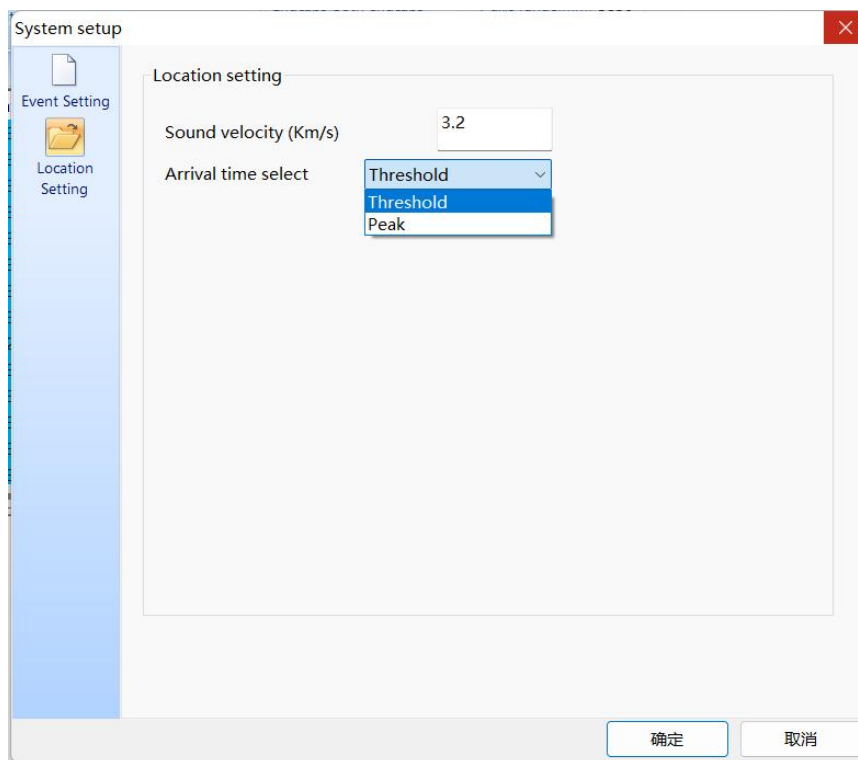 System setup
Event Setting
Location
Setting
Location setting
Sound velocity (Km/s)
3.2
Arrival time select
Threshold
Threshold
Peak
确定
取消